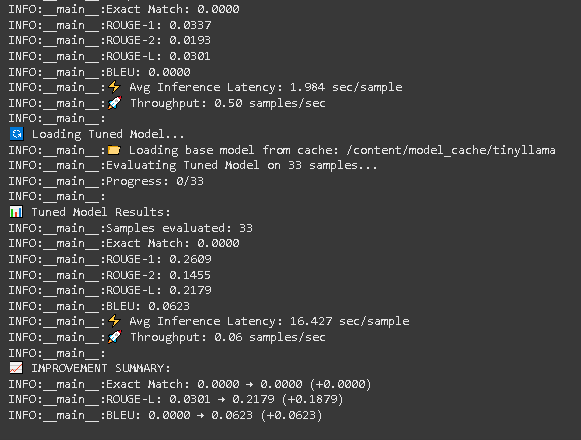 INFO:__main__:Exact Match: 0.0000
INFO:__main__:ROUGE-1: 0.0337
INFO:__main__:ROUGE-2: 0.0193
INFO:__main__:ROUGE-L: 0.0301
INFO:__main__:BLEU: 0.0000
INFO:__main__:⚡ Avg Inference Latency: 1.984 sec/sample
INFO:__main__:🚀 Throughput: 0.50 samples/sec
INFO:__main__:
🔄 Loading Tuned Model...
INFO:__main__:📂 Loading base model from cache: /content/model_cache/tinyllama
INFO:__main__:Evaluating Tuned Model on 33 samples...
INFO:__main__:Progress: 0/33
INFO:__main__:
📊 Tuned Model Results:
INFO:__main__:Samples evaluated: 33
INFO:__main__:Exact Match: 0.0000
INFO:__main__:ROUGE-1: 0.2609
INFO:__main__:ROUGE-2: 0.1455
INFO:__main__:ROUGE-L: 0.2179
INFO:__main__:BLEU: 0.0623
INFO:__main__:⚡ Avg Inference Latency: 16.427 sec/sample
INFO:__main__:🚀 Throughput: 0.06 samples/sec
INFO:__main__:
📈 IMPROVEMENT SUMMARY:
INFO:__main__:Exact Match: 0.0000 → 0.0000 (+0.0000)
INFO:__main__:ROUGE-L: 0.0301 → 0.2179 (+0.1879)
INFO:__main__:BLEU: 0.0000 → 0.0623 (+0.0623)